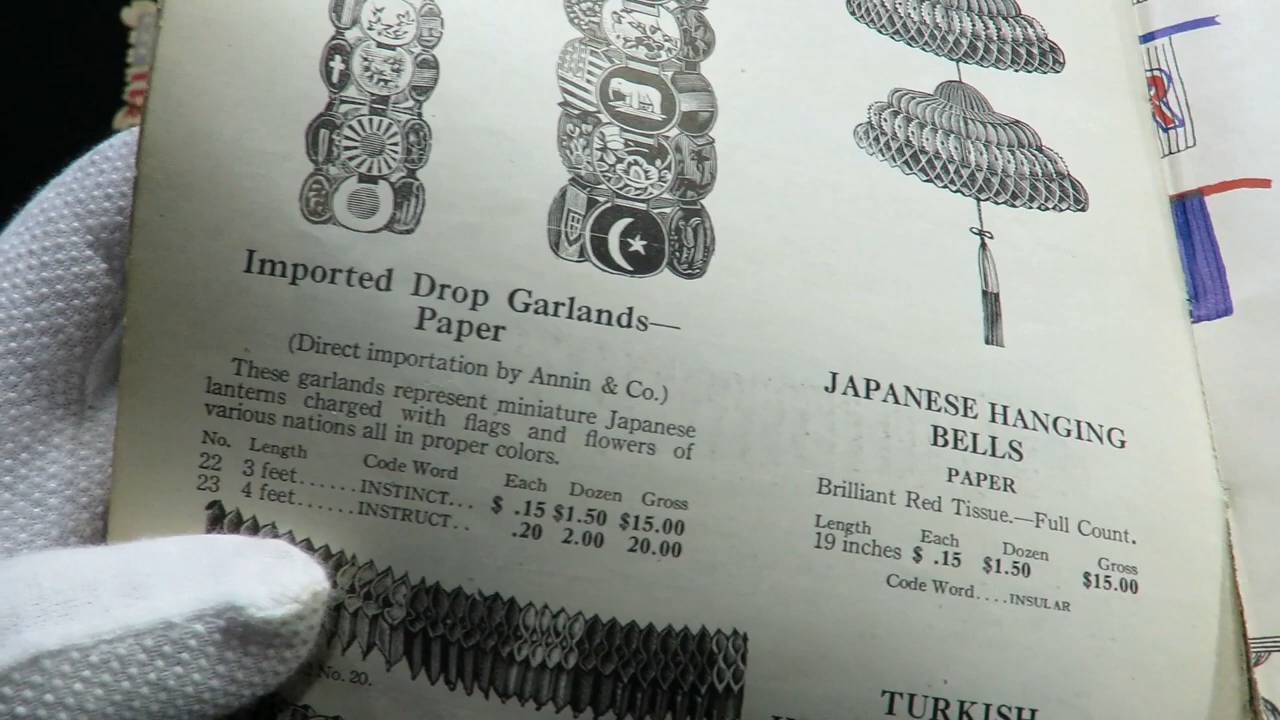 Imported Drop Garlands—
Paper
(Direct importation by Annin & Co.)
These garlands represent miniature Japanese
lanterns charged with flags and flowers of
various nations all in proper colors.
No. Length Code Word Each Dozen Gross
22 3 feet......INSTINCT... $ .15 $1.50 $15.00
23 4 feet......INSTRUCT.. .20 2.00 20.00
No. 20.
JAPANESE HANGING
BELLS
PAPER
Brilliant Red Tissue.—Full Count.
Length Each Dozen Gross
19 inches $ .15 $1.50 $15.00
Code Word....INSULAR
TURKISH